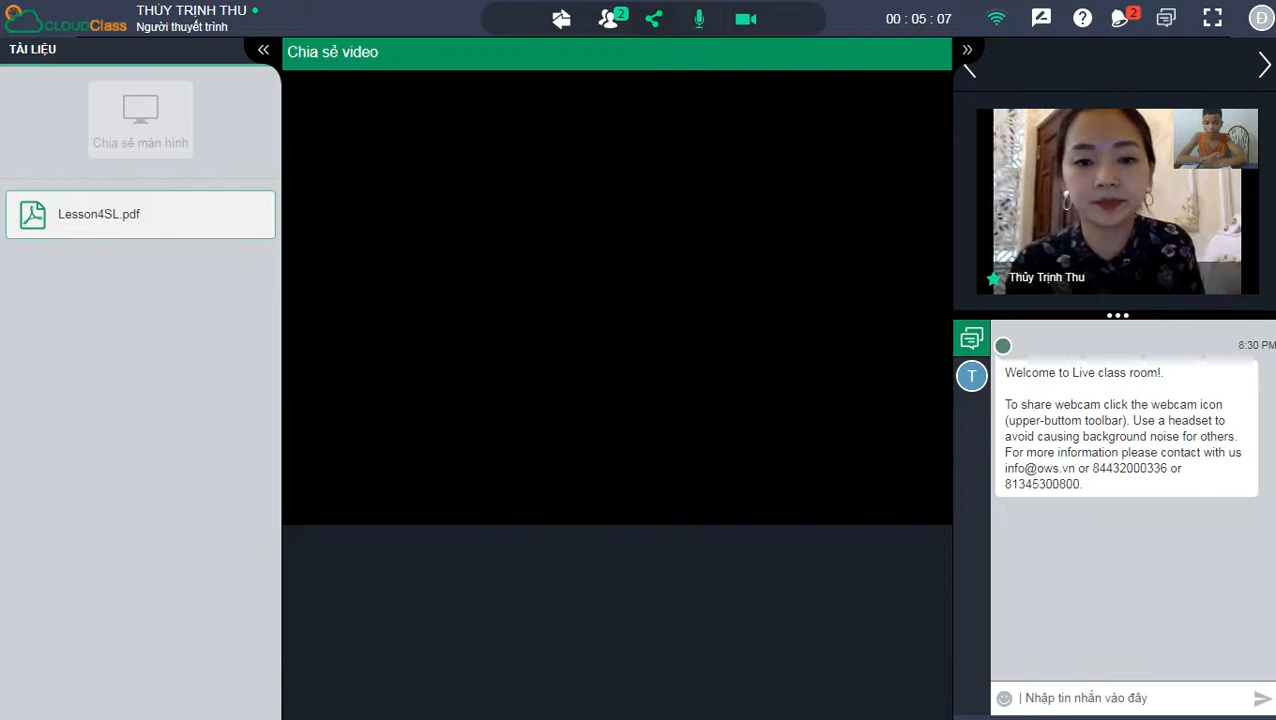 CLOUDClass
THỦY TRỊNH THU
Người thuyết trình
2
00 : 05 : 07
2
Đ
TÀI LIỆU
Chia sẻ video
Chia sẻ màn hình
Lesson4SL.pdf
Thủy Trịnh Thu
8:30 PM
T
Welcome to Live class room!.
To share webcam click the webcam icon
(upper-buttom toolbar). Use a headset to
avoid causing background noise for others.
For more information please contact with us
info@ows.vn or 84432000336 or
81345300800.
Nhập tin nhắn vào đây